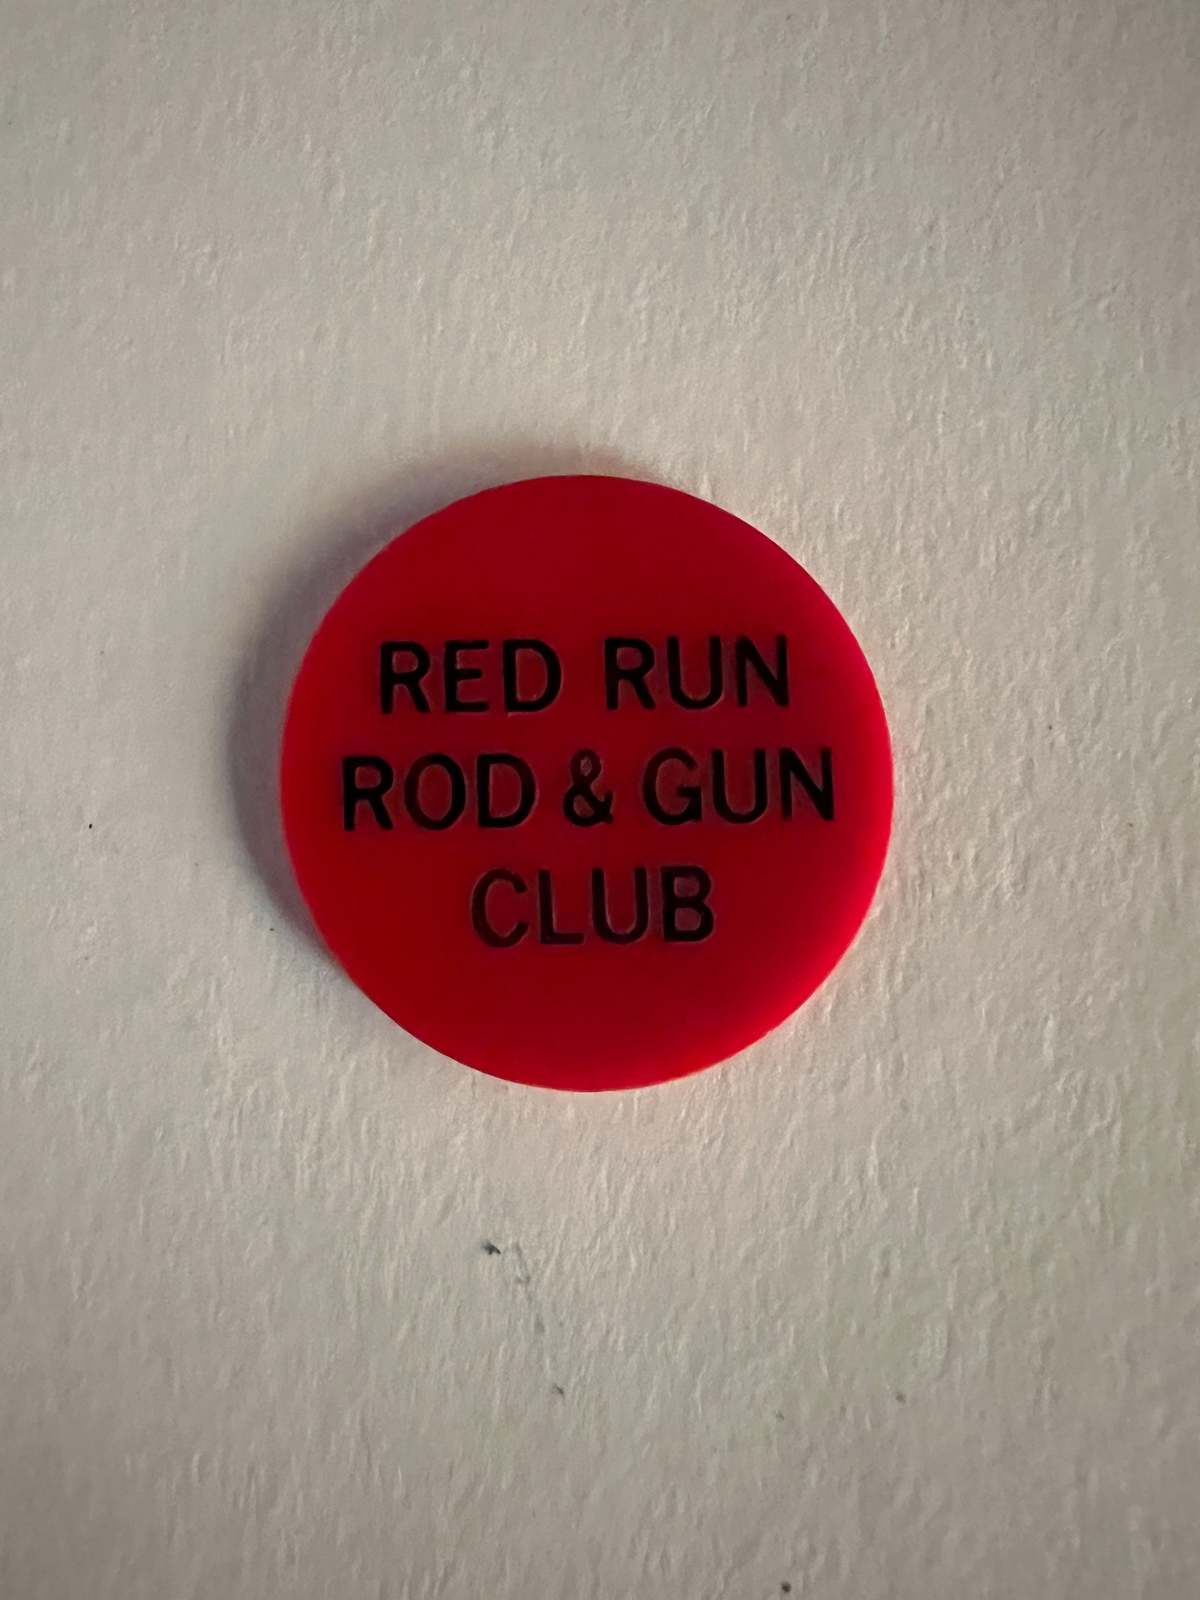 RED RUN
ROD & GUN
CLUB